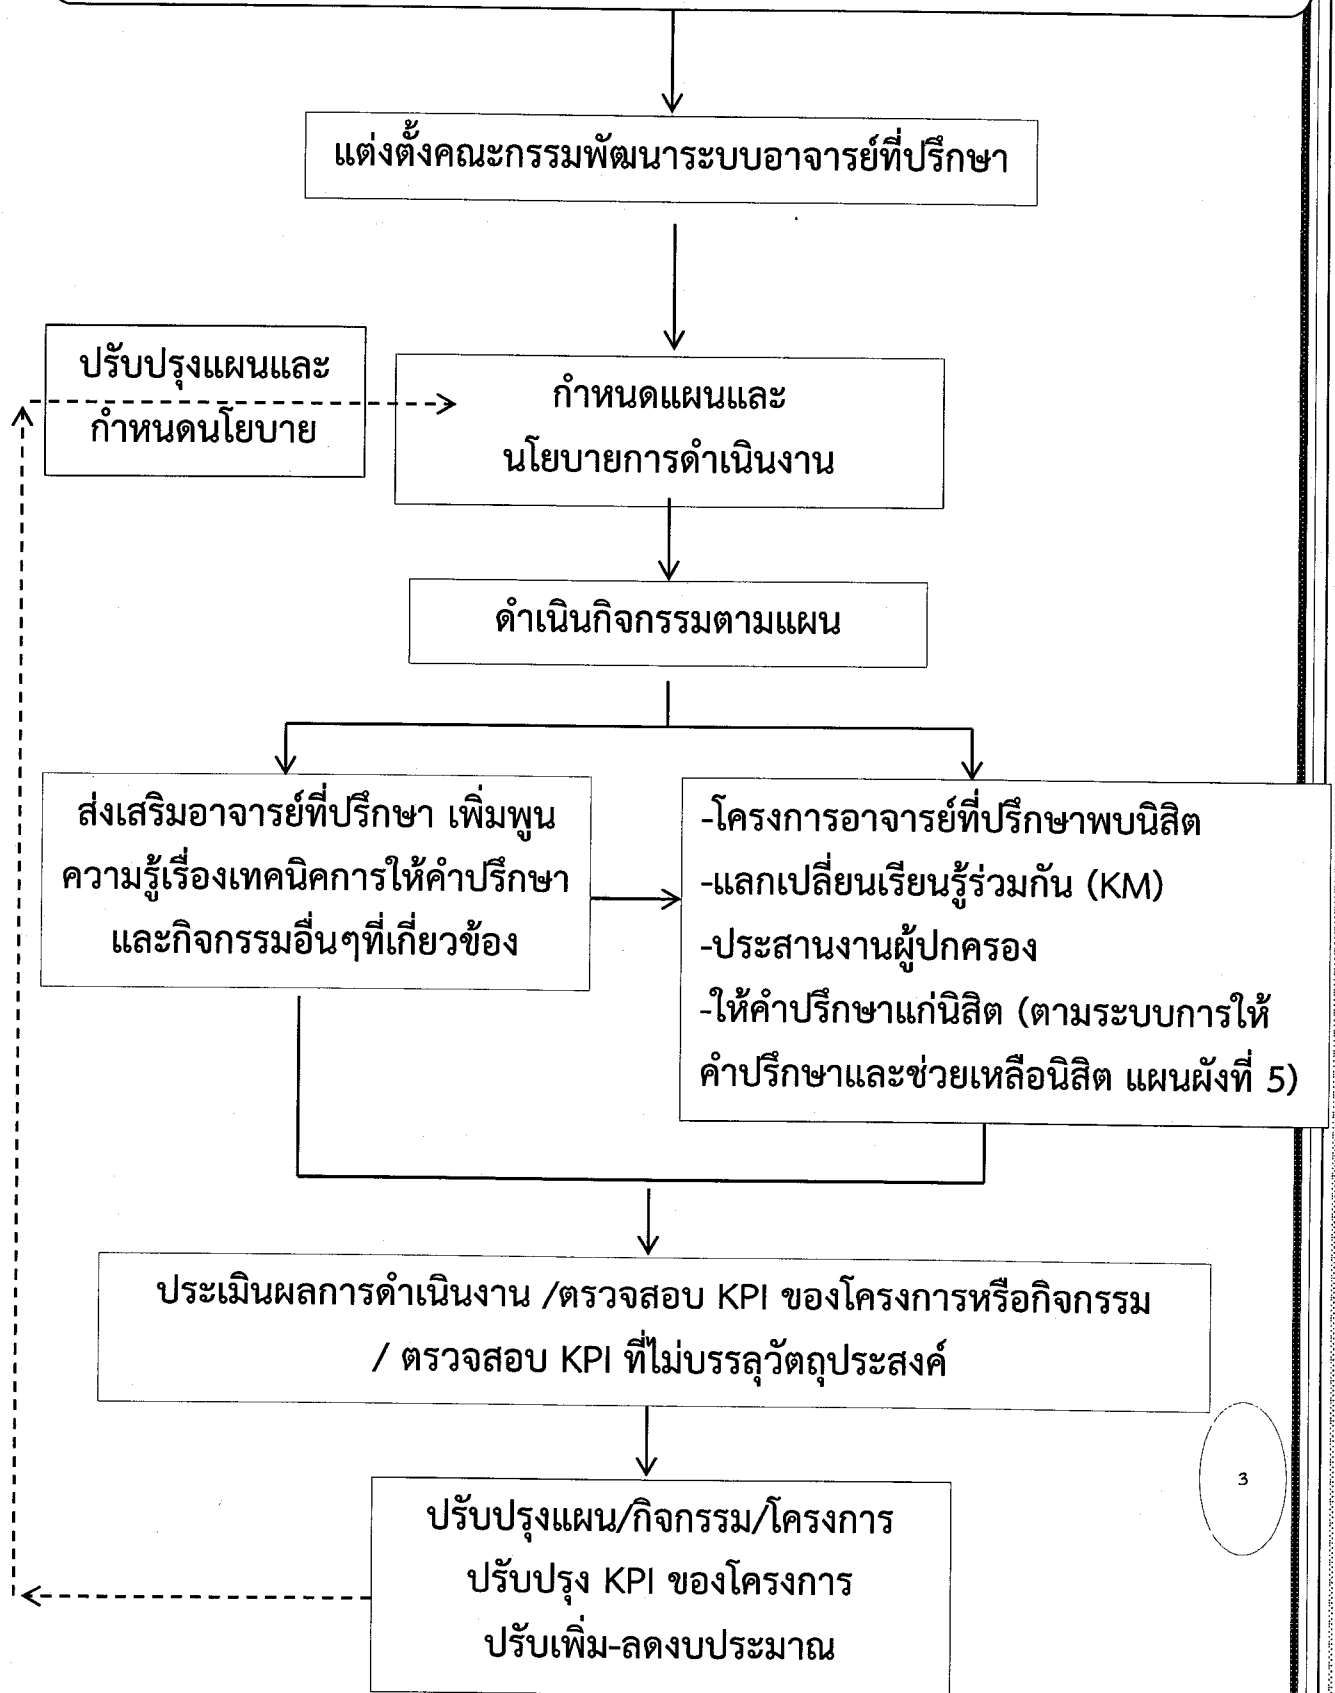 แต่งตั้งคณะกรรมพัฒนาระบบอาจารย์ที่ปรึกษา
ปรับปรุงแผนและ
กำหนดนโยบาย
กำหนดแผนและ
นโยบายการดำเนินงาน
ดำเนินกิจกรรมตามแผน
ส่งเสริมอาจารย์ที่ปรึกษา เพิ่มพูน
ความรู้เรื่องเทคนิคการให้คำปรึกษา
และกิจกรรมอื่นๆที่เกี่ยวข้อง
-โครงการอาจารย์ที่ปรึกษาพบนิสิต
-แลกเปลี่ยนเรียนรู้ร่วมกัน (KM)
-ประสานงานผู้ปกครอง
-ให้คำปรึกษาแก่นิสิต (ตามระบบการให้
คำปรึกษาและช่วยเหลือนิสิต แผนผังที่ 5)
ประเมินผลการดำเนินงาน /ตรวจสอบ KPI ของโครงการหรือกิจกรรม
/ ตรวจสอบ KPI ที่ไม่บรรลุวัตถุประสงค์
3
ปรับปรุงแผน/กิจกรรม/โครงการ
ปรับปรุง KPI ของโครงการ
ปรับเพิ่ม-ลดงบประมาณ